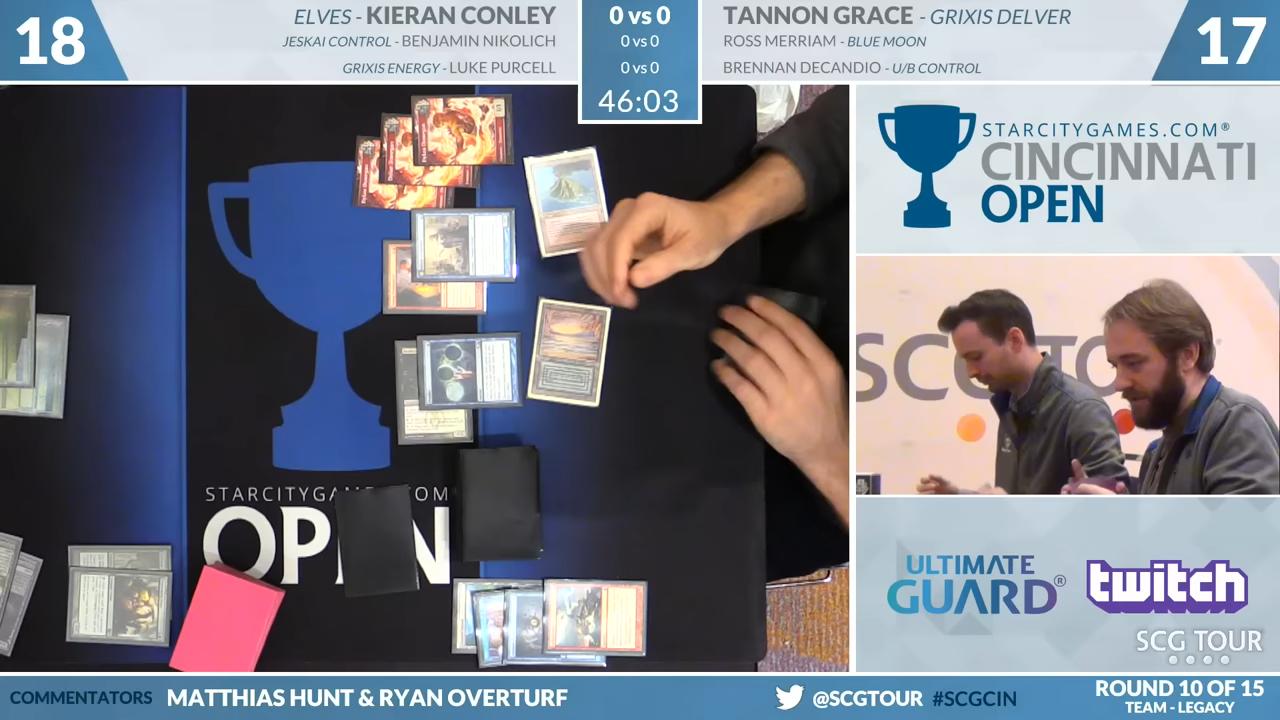 18
ELVES - KIERAN CONLEY
JESKAI CONTROL - BENJAMIN NIKOLICH
GRIXIS ENERGY - LUKE PURCELL
0 vs 0
0 vs 0
0 vs 0
46:03
TANNON GRACE - GRIXIS DELVER
ROSS MERRIAM - BLUE MOON
BRENNAN DECANDIO - U/B CONTROL
17
STARCITYGAMES.COM®
CINCINNATI
OPEN
STARCITYGAMES.COM
OPEN
SCG TO
ULTIMATE
GUARD®
twitch
SCG TOUR
COMMENTATORS MATTHIAS HUNT & RYAN OVERTURF
@SCGTOUR #SCGCIN
ROUND 10 OF 15
TEAM - LEGACY